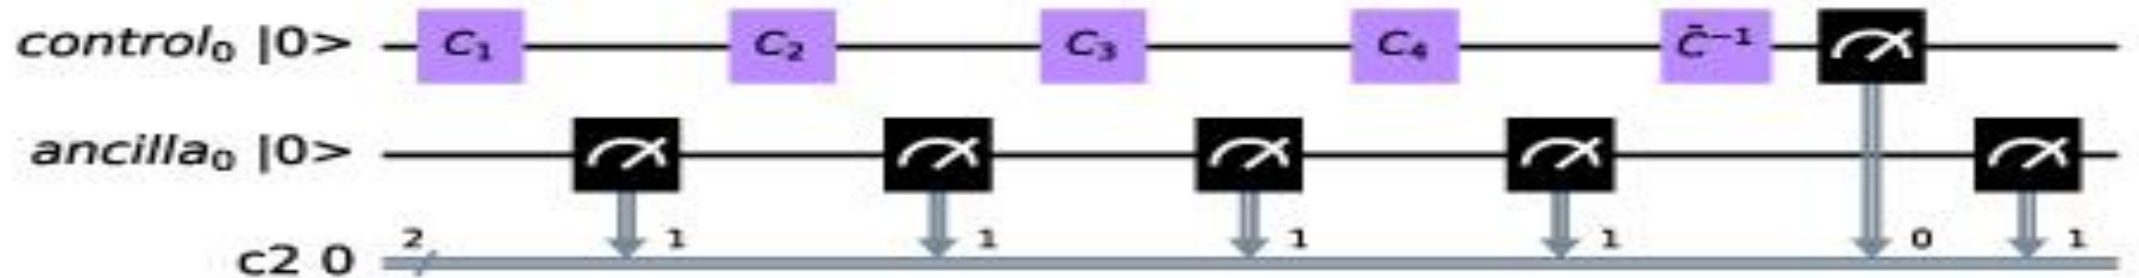 control₀ |0> C₁ C₂ C₃ C₄ C̃⁻¹
ancilla₀ |0>
c2 0 2 1 1 1 1 0 1